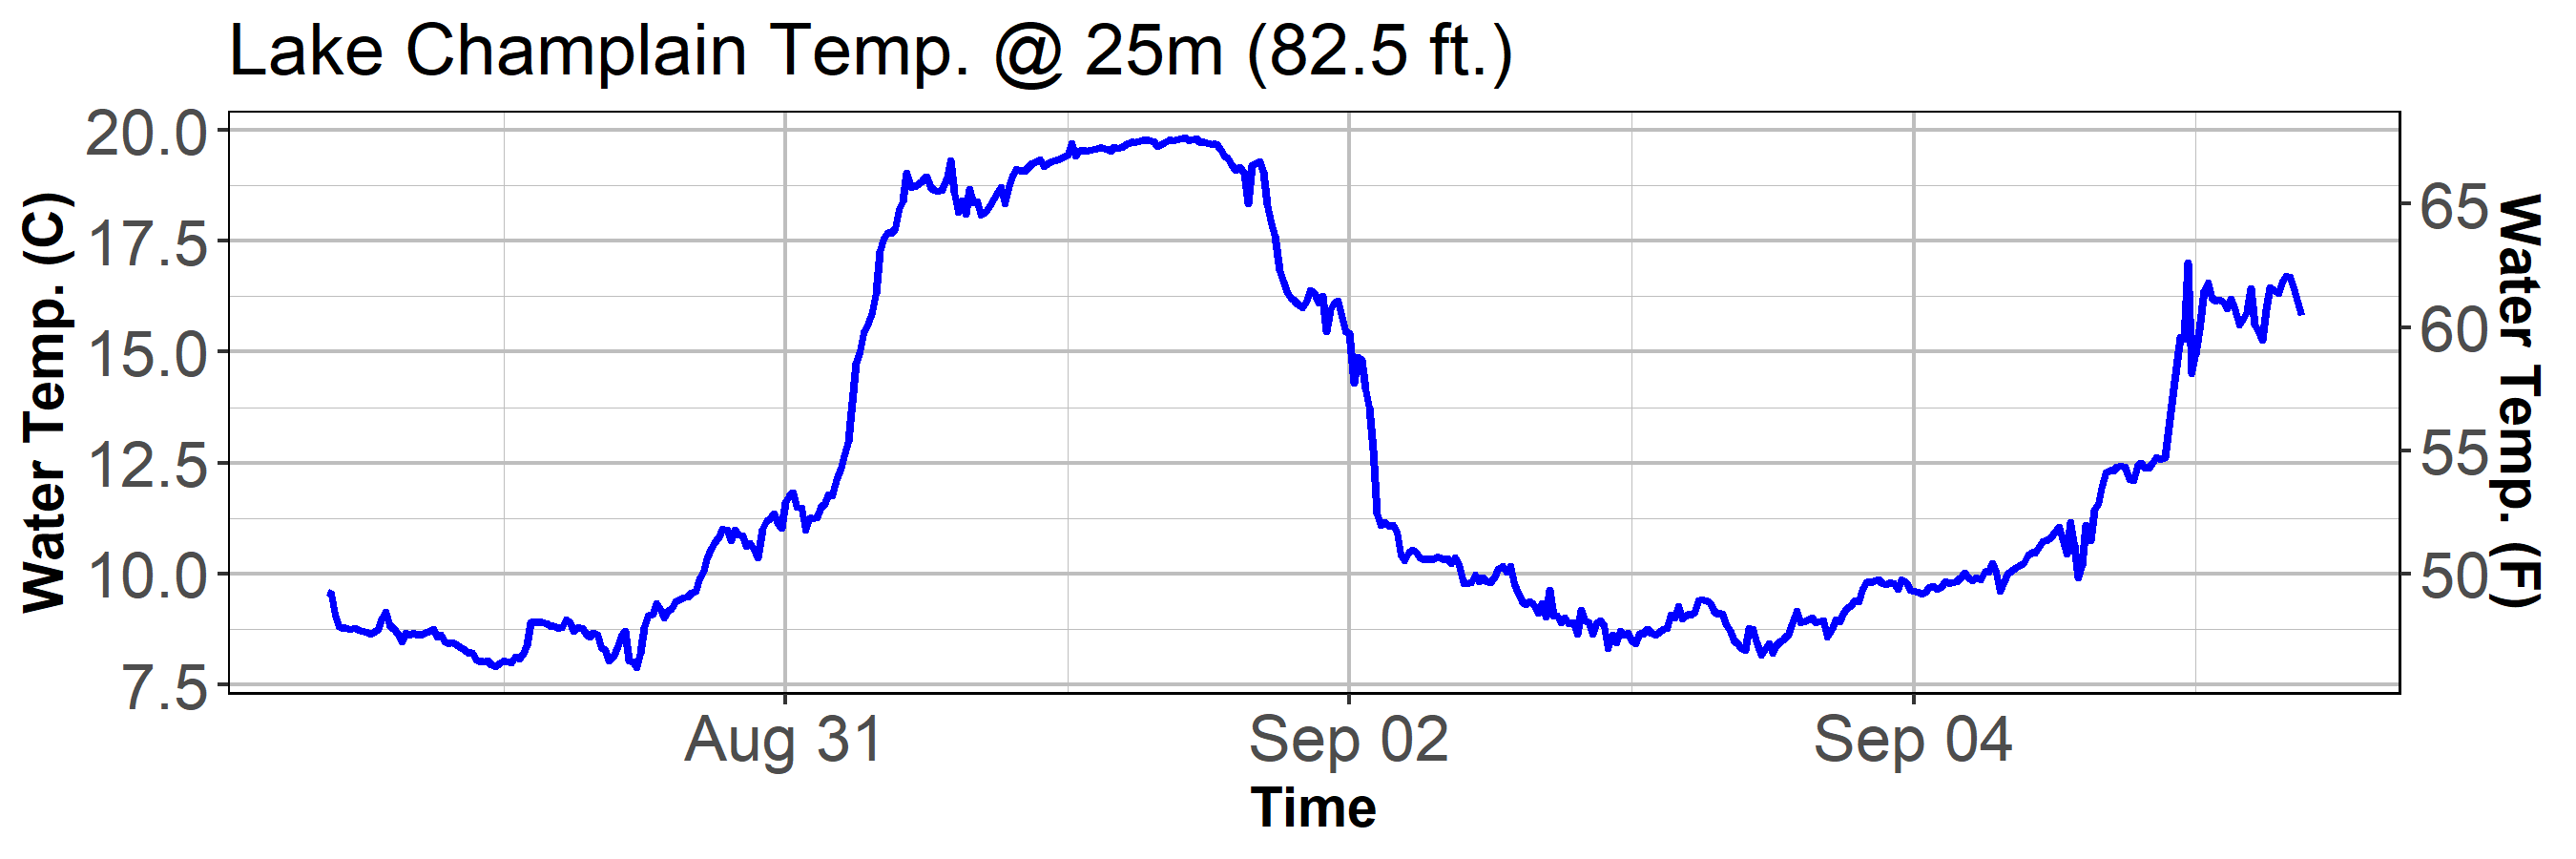 Lake Champlain Temp. @ 25m (82.5 ft.)
Water Temp. (C)
20.0
17.5
15.0
12.5
10.0
7.5
65
60
55
50
Water Temp. (F)
Aug 31
Sep 02
Sep 04
Time